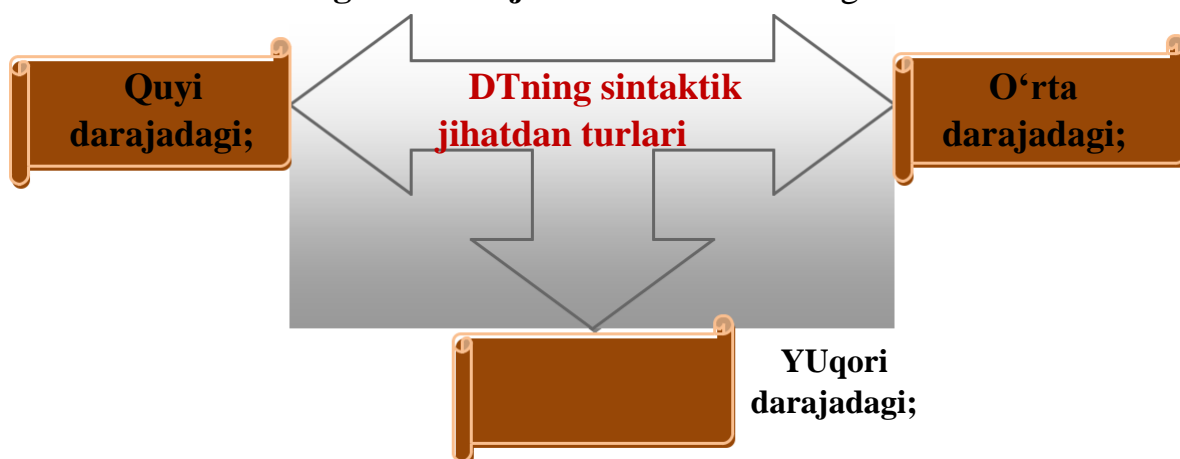 Quyi
darajadagi;
DTning sintaktik
jihatdan turlari
O‘rta
darajadagi;
YUqori
darajadagi;